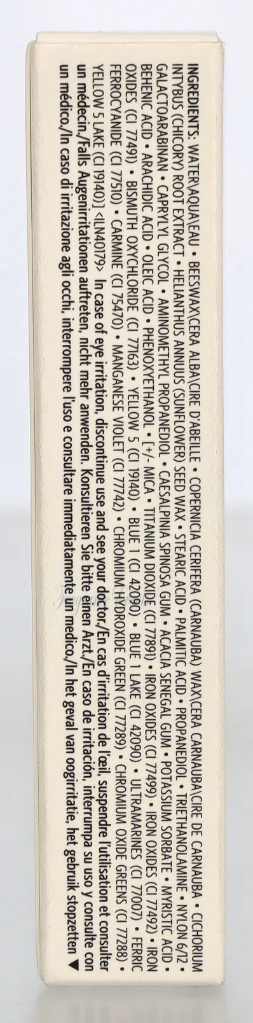 INGREDIENTS: WATER\AQUA\EAU • BEESWAX\CERA ALBA\CIRE D'ABEILLE • COPERNICIA CERIFERA (CARNAUBA) WAX\CERA CARNAUBA\CIRE DE CARNAUBA • CICHORIUM
INTYBUS (CHICORY) ROOT EXTRACT • HELIANTHUS ANNUUS (SUNFLOWER) SEED WAX • STEARIC ACID • PALMITIC ACID • PROPANEDIOL • TRIETHANOLAMINE • NYLON 6/12 •
GALACTOARABINAN • CAPRYLYL GLYCOL • AMINOMETHYL PROPANEDIOL • CAESALPINIA SPINOSA GUM • ACACIA SENEGAL GUM • POTASSIUM SORBATE • MYRISTIC ACID •
BEHENIC ACID • ARACHIDIC ACID • OLEIC ACID • PHENOXYETHANOL • [+/- MICA • TITANIUM DIOXIDE (CI 77891) • IRON OXIDES (CI 77499) • IRON OXIDES (CI 77492) • IRON
OXIDES (CI 77491) • BISMUTH OXYCHLORIDE (CI 77163) • YELLOW 5 (CI 19140) • BLUE 1 (CI 42090) • BLUE 1 LAKE (CI 42090) • ULTRAMARINES (CI 77007) • FERRIC
FERROCYANIDE (CI 77510) • CARMINE (CI 75470) • MANGANESE VIOLET (CI 77742) • CHROMIUM HYDROXIDE GREEN (CI 77289) • CHROMIUM OXIDE GREENS (CI 77288) •
YELLOW 5 LAKE (CI 19140)] <ILN40179> In case of eye irritation, discontinue use and see your doctor./En cas d'irritation de l'œil, suspendre l'utilisation et consulter
un médecin./Falls Augenirritationen auftreten, nicht mehr anwenden. Konsultieren Sie bitte einen Arzt./En caso de irritación, interrumpa su uso y consulte con
un médico./In caso di irritazione agli occhi, interrompere l'uso e consultare immediatamente un medico./In het geval van oogirritatie, het gebruik stopzetten ▼